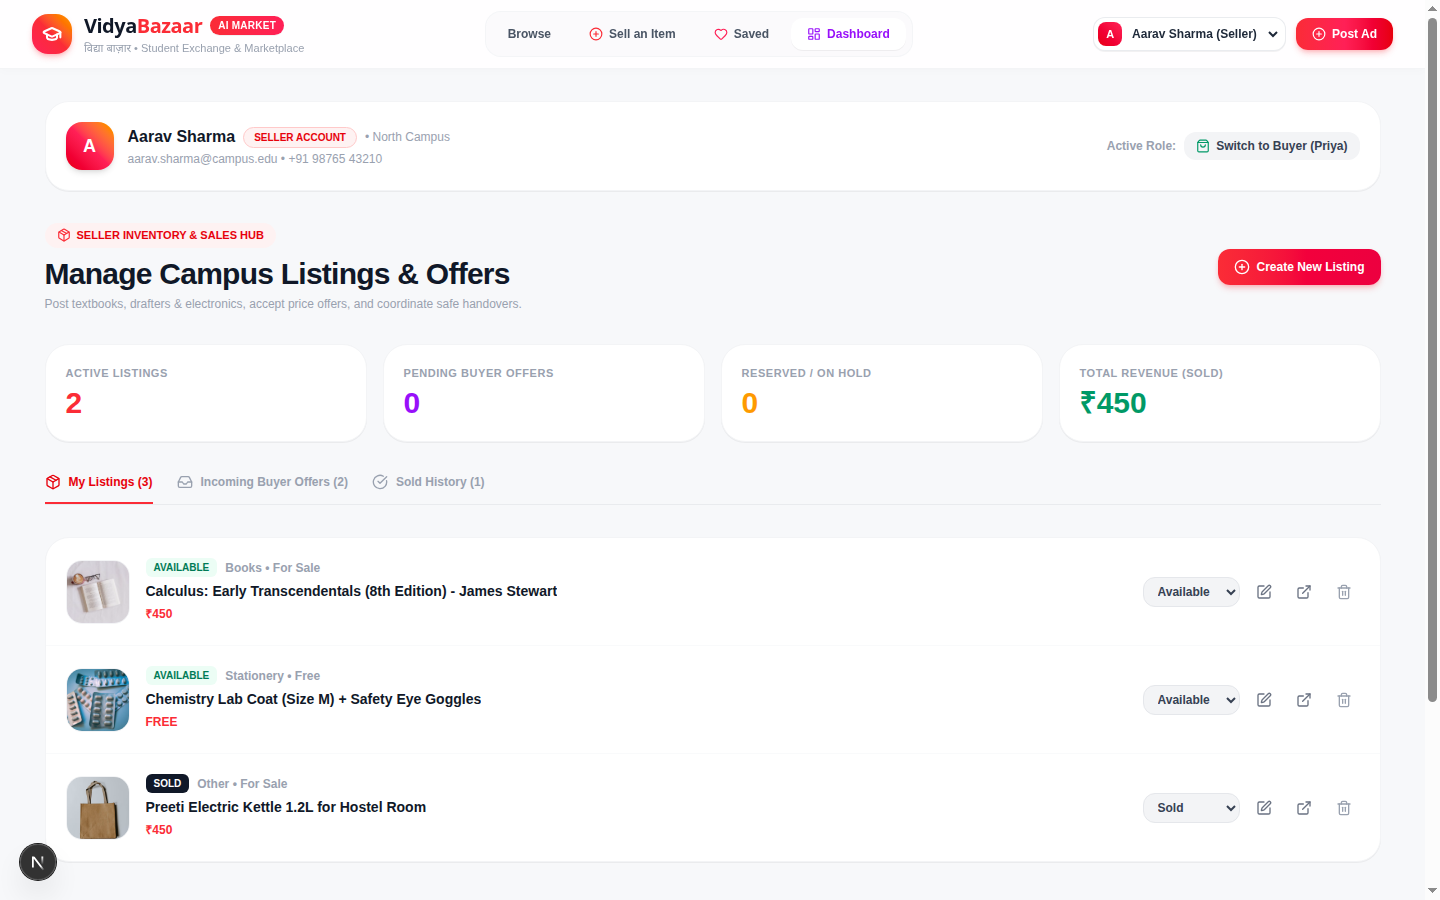 VidyaBazaar AI MARKET
विद्या बाज़ार • Student Exchange & Marketplace
Browse
Sell an Item
Saved
Dashboard
A Aarav Sharma (Seller)
Post Ad
A
Aarav Sharma SELLER ACCOUNT • North Campus
aarav.sharma@campus.edu • +91 98765 43210
Active Role: Switch to Buyer (Priya)
SELLER INVENTORY & SALES HUB
Manage Campus Listings & Offers
Post textbooks, drafters & electronics, accept price offers, and coordinate safe handovers.
Create New Listing
ACTIVE LISTINGS
2
PENDING BUYER OFFERS
0
RESERVED / ON HOLD
0
TOTAL REVENUE (SOLD)
₹450
My Listings (3)
Incoming Buyer Offers (2)
Sold History (1)
AVAILABLE Books • For Sale
Calculus: Early Transcendentals (8th Edition) - James Stewart
₹450
Available
AVAILABLE Stationery • Free
Chemistry Lab Coat (Size M) + Safety Eye Goggles
FREE
Available
SOLD Other • For Sale
Preeti Electric Kettle 1.2L for Hostel Room
₹450
Sold
N